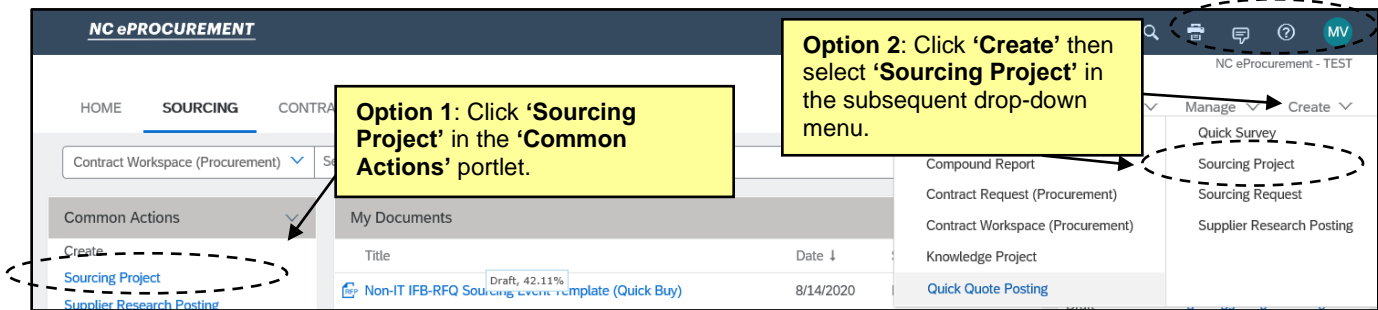 NC ePROCUREMENT
MV
NC eProcurement - TEST
HOME SOURCING CONTRA
Manage Create
Option 1: Click ‘Sourcing
Project’ in the ‘Common
Actions’ portlet.
Option 2: Click ‘Create’ then
select ‘Sourcing Project’ in
the subsequent drop-down
menu.
Contract Workspace (Procurement)
Common Actions
Create
Sourcing Project
Supplier Research Posting
My Documents
Title Date ↓
Draft, 42.11%
RFP Non-IT IFB-RFQ Sourcing Event Template (Quick Buy) 8/14/2020
Compound Report
Contract Request (Procurement)
Contract Workspace (Procurement)
Knowledge Project
Quick Quote Posting
Quick Survey
Sourcing Project
Sourcing Request
Supplier Research Posting